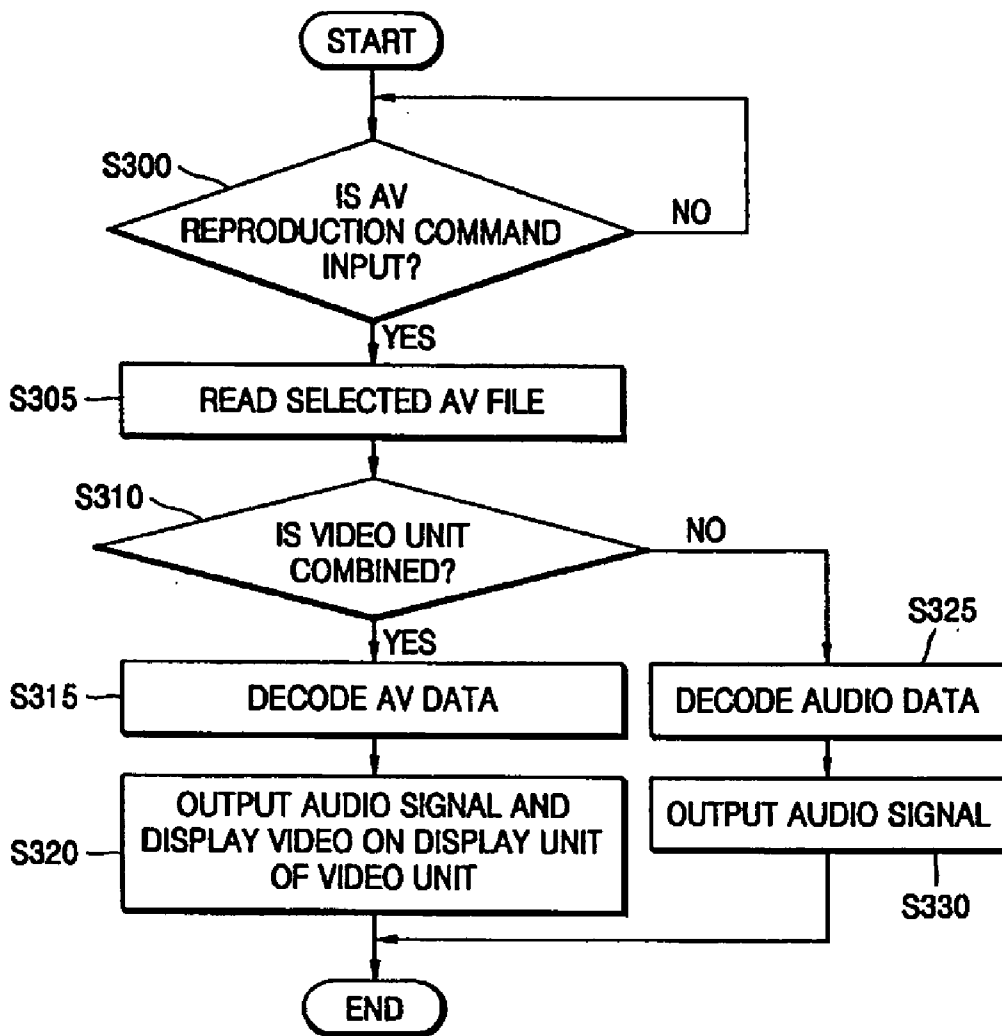 START
S300
IS AV
REPRODUCTION COMMAND
INPUT?
NO
YES
S305
READ SELECTED AV FILE
S310
IS VIDEO UNIT
COMBINED?
NO
YES
S325
S315
DECODE AV DATA
DECODE AUDIO DATA
S320
OUTPUT AUDIO SIGNAL AND
DISPLAY VIDEO ON DISPLAY UNIT
OF VIDEO UNIT
OUTPUT AUDIO SIGNAL
S330
END